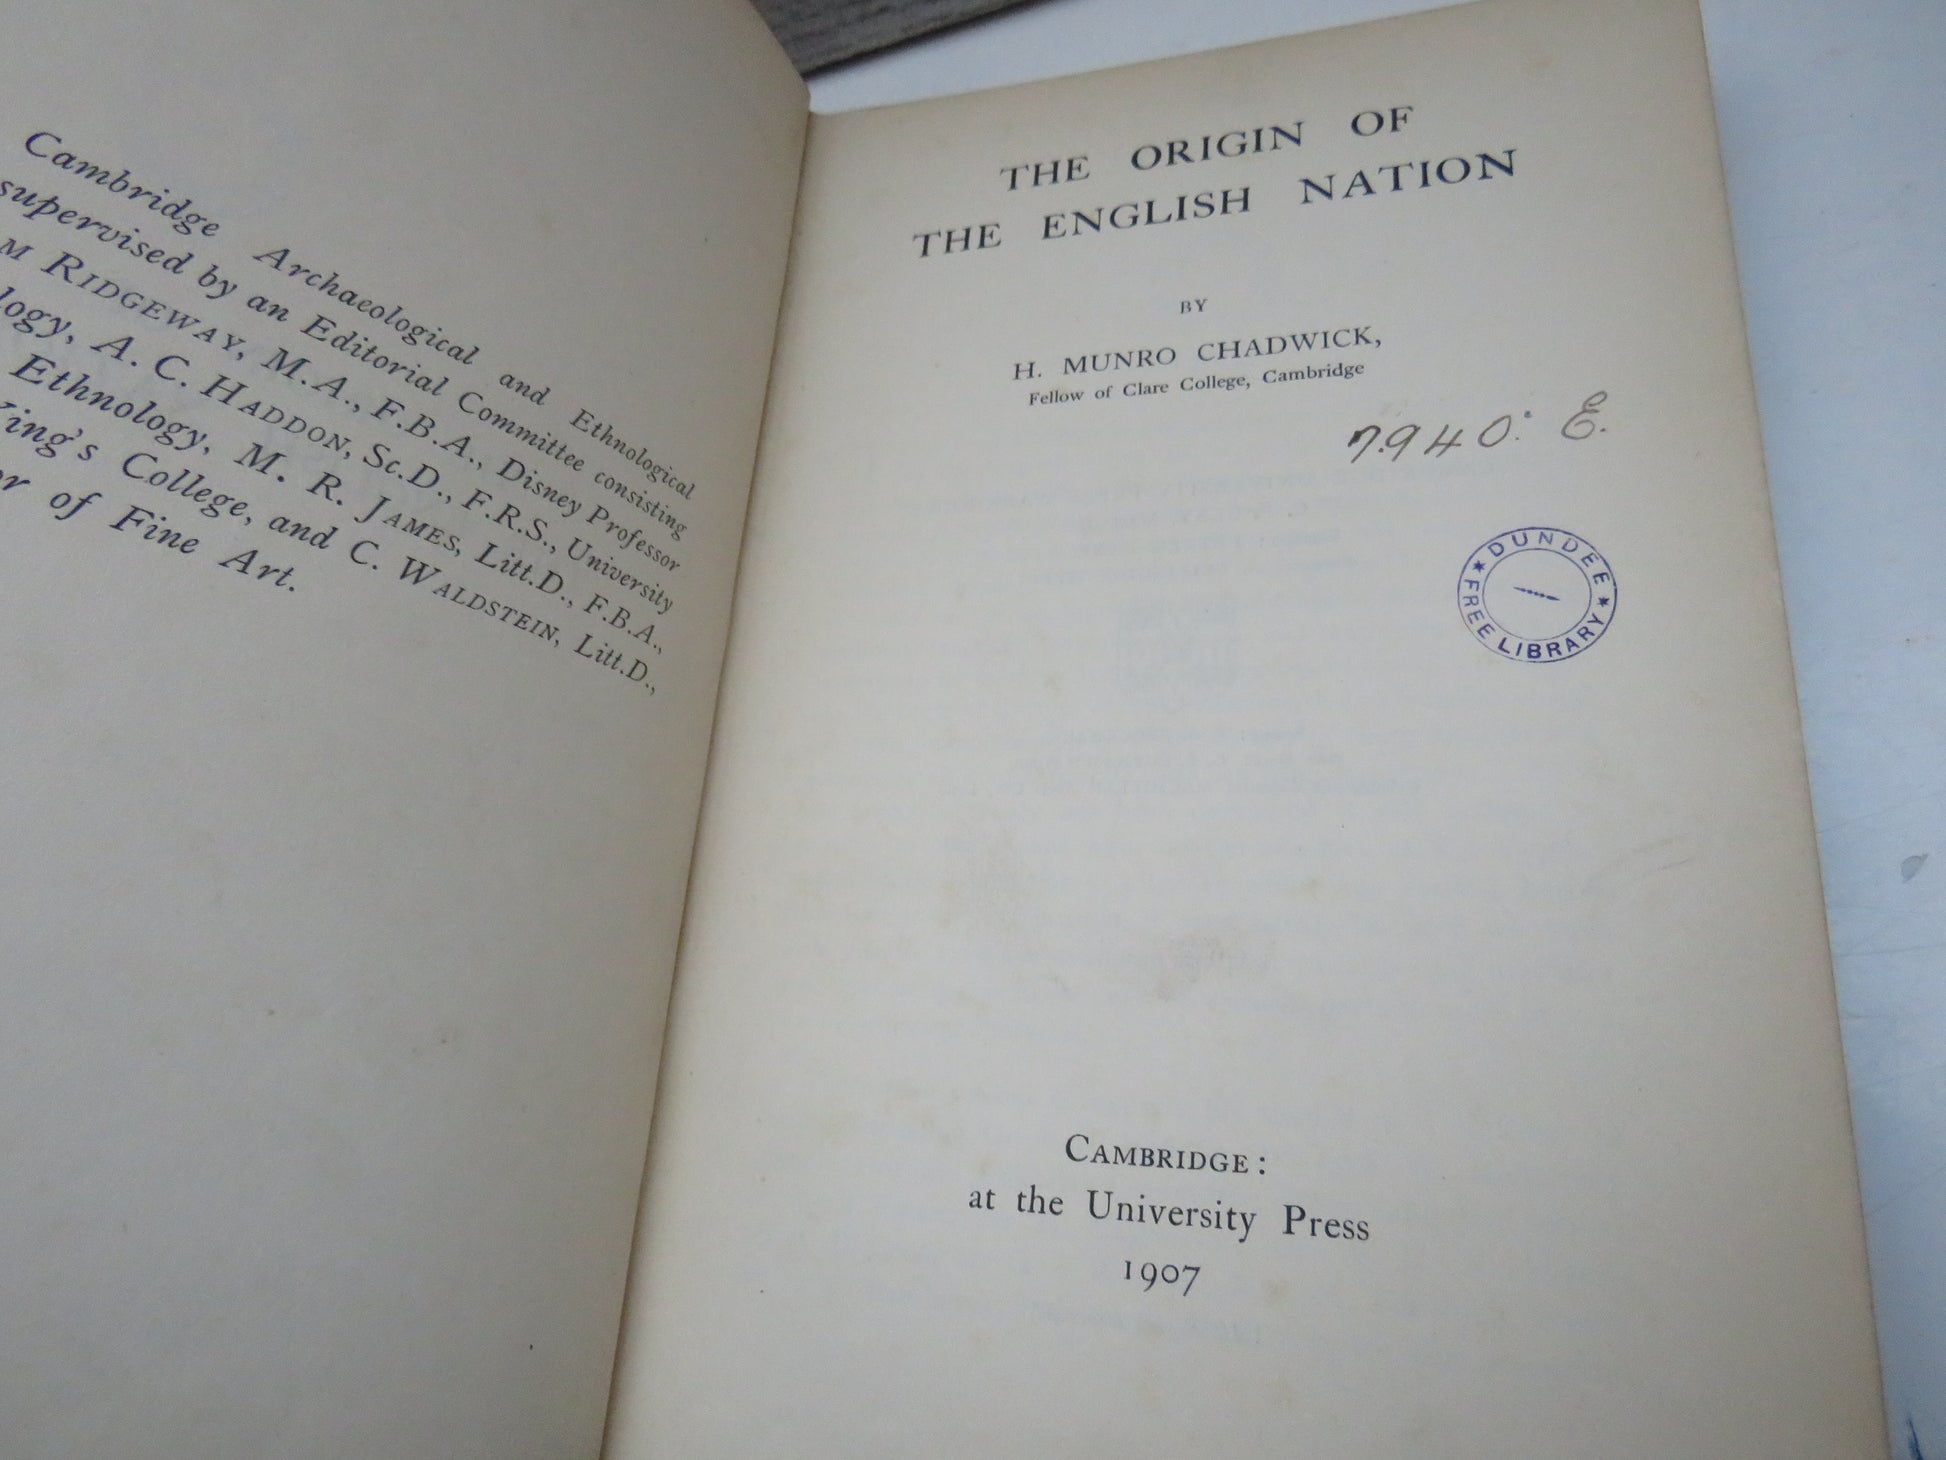 Cambridge Archaeological and Ethnological
supervised by an Editorial Committee consisting
M RIDGEWAY, M.A., F.B.A., Disney Professor
logy, A. C. HADDON, Sc.D., F.R.S., University
Ethnology, M. R. JAMES, Litt.D., F.B.A.,
King's College, and C. WALDSTEIN, Litt.D.,
or of Fine Art.
THE ORIGIN OF
THE ENGLISH NATION
BY
H. MUNRO CHADWICK,
Fellow of Clare College, Cambridge
7940. E.
DUNDEE
FREE LIBRARY
CAMBRIDGE:
at the University Press
1907